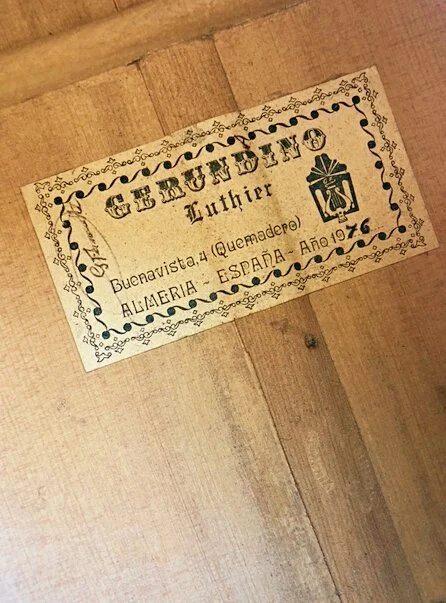 GERUNDINO
Luthier
Buenavista, 4 (Quemadero)
ALMERIA - ESPAÑA - Año 1976